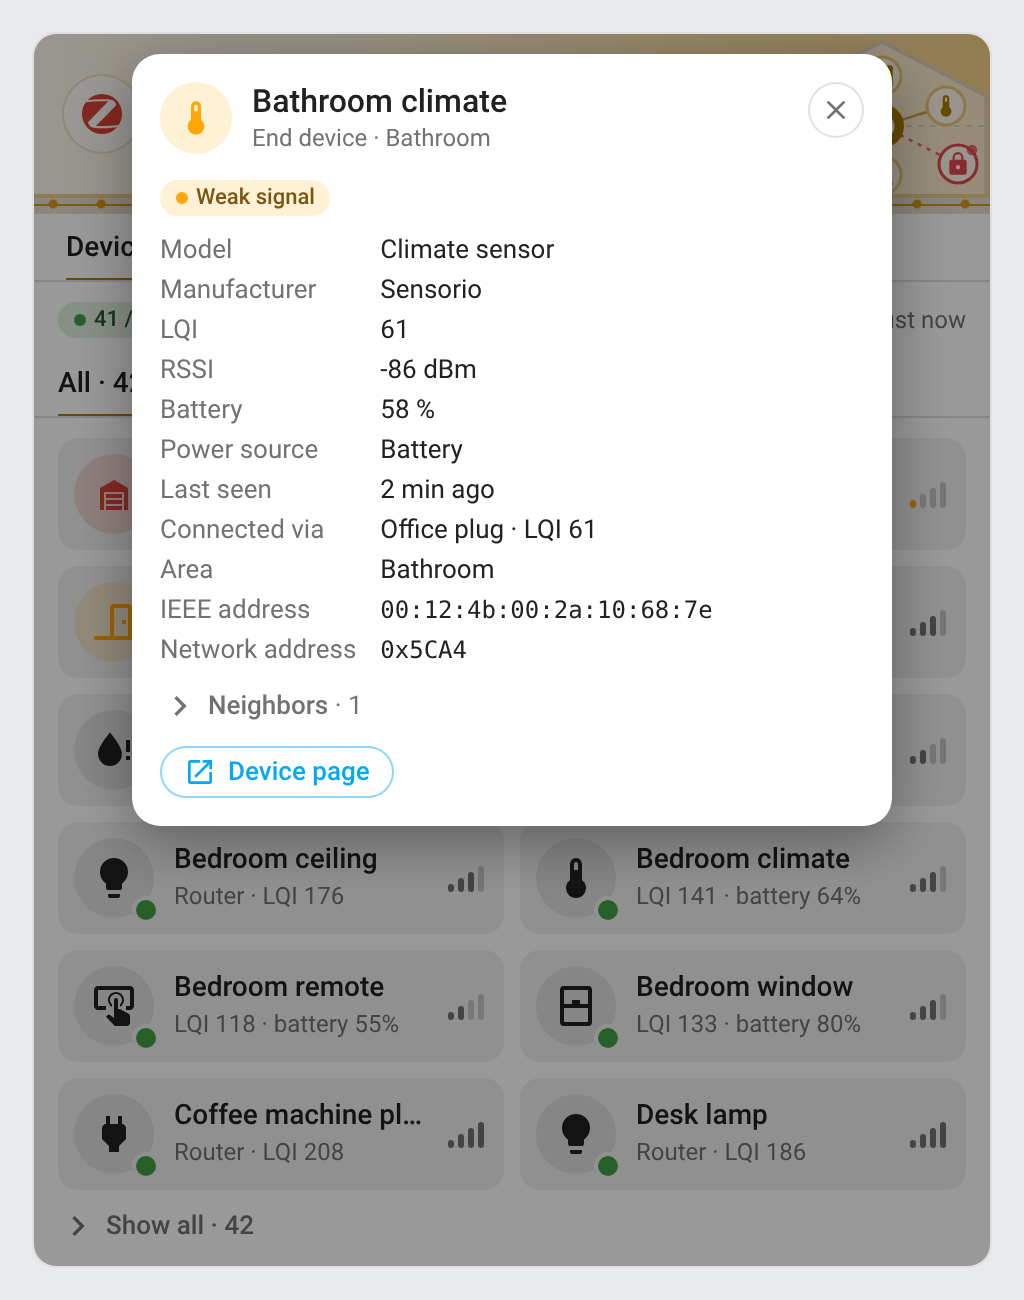 Bathroom climate
End device · Bathroom
Weak signal
Model Climate sensor
Manufacturer Sensorio
LQI 61
RSSI -86 dBm
Battery 58 %
Power source Battery
Last seen 2 min ago
Connected via Office plug · LQI 61
Area Bathroom
IEEE address 00:12:4b:00:2a:10:68:7e
Network address 0x5CA4
Neighbors · 1
Device page
41 /
now
All ·
Bedroom ceiling
Router · LQI 176
Bedroom climate
LQI 141 · battery 64%
Bedroom remote
LQI 118 · battery 55%
Bedroom window
LQI 133 · battery 80%
Coffee machine pl...
Router · LQI 208
Desk lamp
Router · LQI 186
Show all · 42